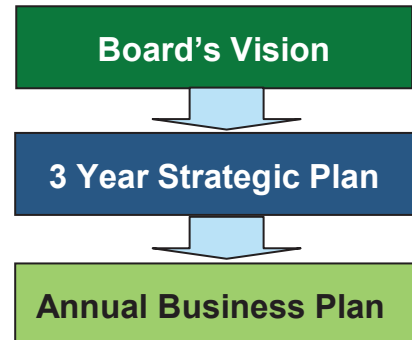 Board's Vision
3 Year Strategic Plan
Annual Business Plan